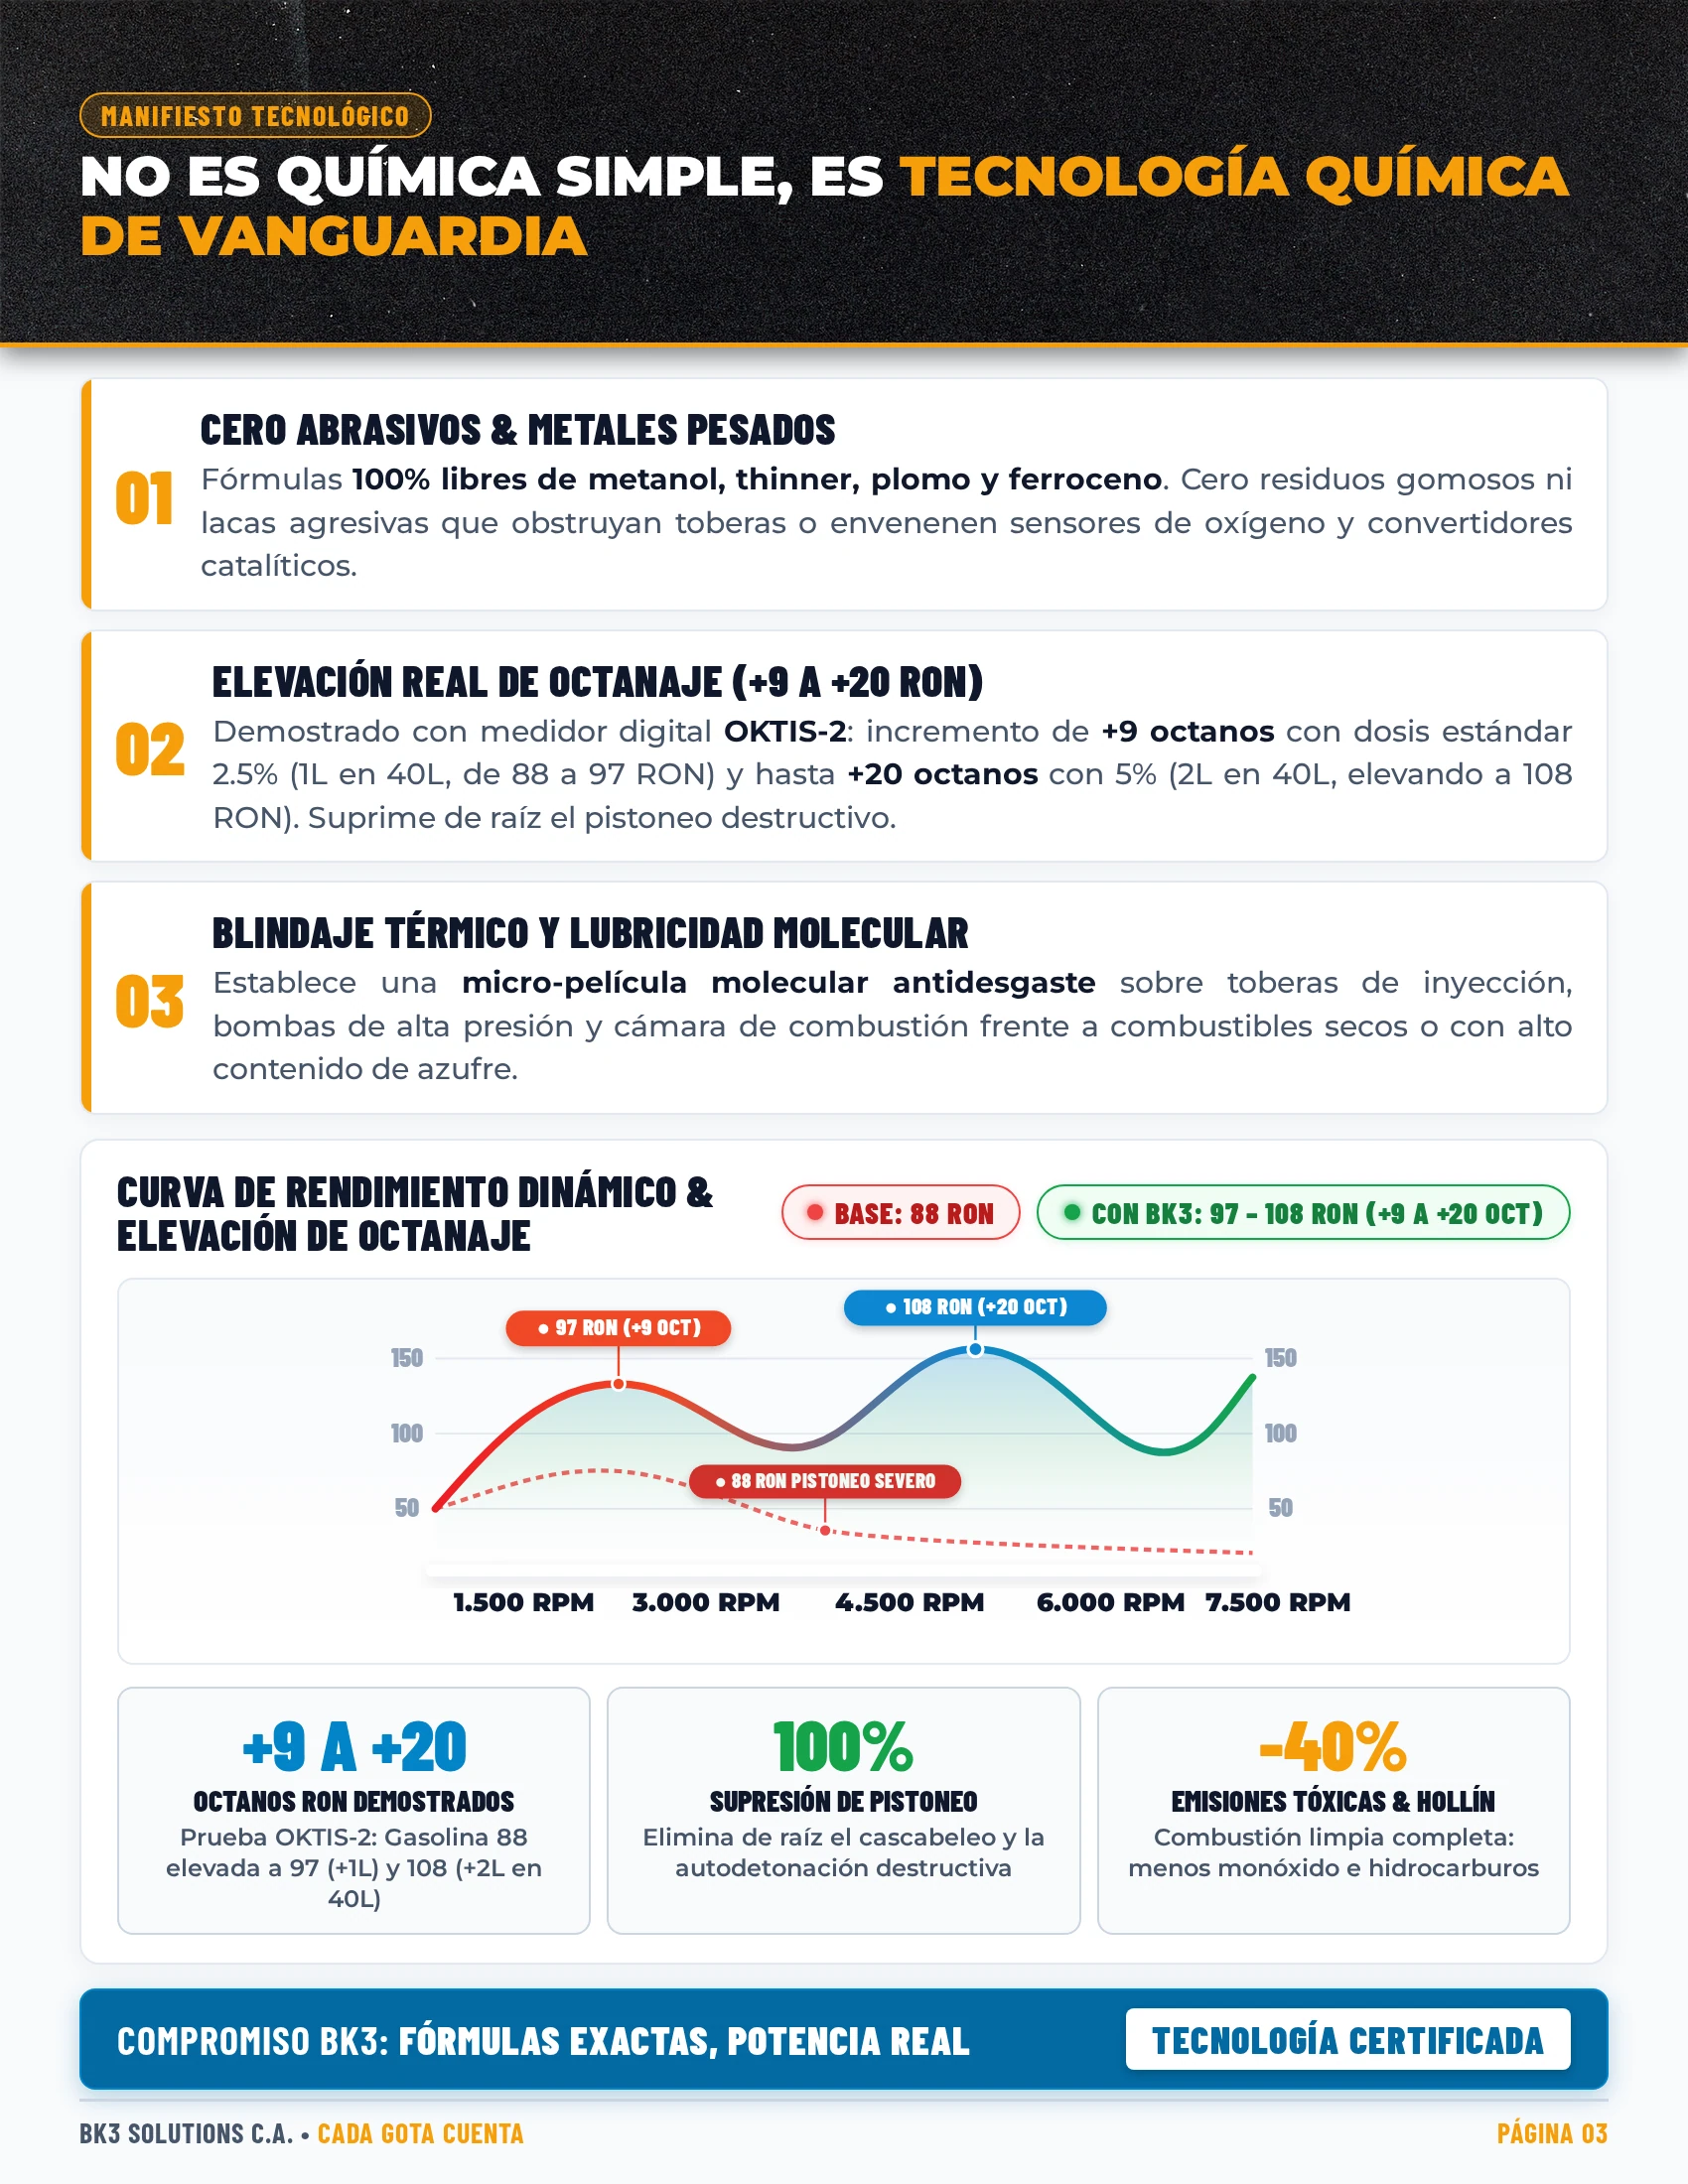 MANIFIESTO TECNOLÓGICO
NO ES QUÍMICA SIMPLE, ES TECNOLOGÍA QUÍMICA
DE VANGUARDIA
01
CERO ABRASIVOS & METALES PESADOS
Fórmulas 100% libres de metanol, thinner, plomo y ferroceno. Cero residuos gomosos ni
lacas agresivas que obstruyan toberas o envenenen sensores de oxígeno y convertidores
catalíticos.
02
ELEVACIÓN REAL DE OCTANAJE (+9 A +20 RON)
Demostrado con medidor digital OKTIS-2: incremento de +9 octanos con dosis estándar
2.5% (1L en 40L, de 88 a 97 RON) y hasta +20 octanos con 5% (2L en 40L, elevando a 108
RON). Suprime de raíz el pistoneo destructivo.
03
BLINDAJE TÉRMICO Y LUBRICIDAD MOLECULAR
Establece una micro-película molecular antidesgaste sobre toberas de inyección,
bombas de alta presión y cámara de combustión frente a combustibles secos o con alto
contenido de azufre.
CURVA DE RENDIMIENTO DINÁMICO &
ELEVACIÓN DE OCTANAJE
BASE: 88 RON
CON BK3: 97 - 108 RON (+9 A +20 OCT)
• 108 RON (+20 OCT)
• 97 RON (+9 OCT)
150
150
100
100
• 88 RON PISTONEO SEVERO
50
50
1.500 RPM
3.000 RPM
4.500 RPM
6.000 RPM
7.500 RPM
+9 A +20
OCTANOS RON DEMOSTRADOS
Prueba OKTIS-2: Gasolina 88
elevada a 97 (+1L) y 108 (+2L en
40L)
100%
SUPRESIÓN DE PISTONEO
Elimina de raíz el cascabeleo y la
autodetonación destructiva
-40%
EMISIONES TÓXICAS & HOLLÍN
Combustión limpia completa:
menos monóxido e hidrocarburos
COMPROMISO BK3: FÓRMULAS EXACTAS, POTENCIA REAL
TECNOLOGÍA CERTIFICADA
BK3 SOLUTIONS C.A. • CADA GOTA CUENTA
PÁGINA 03